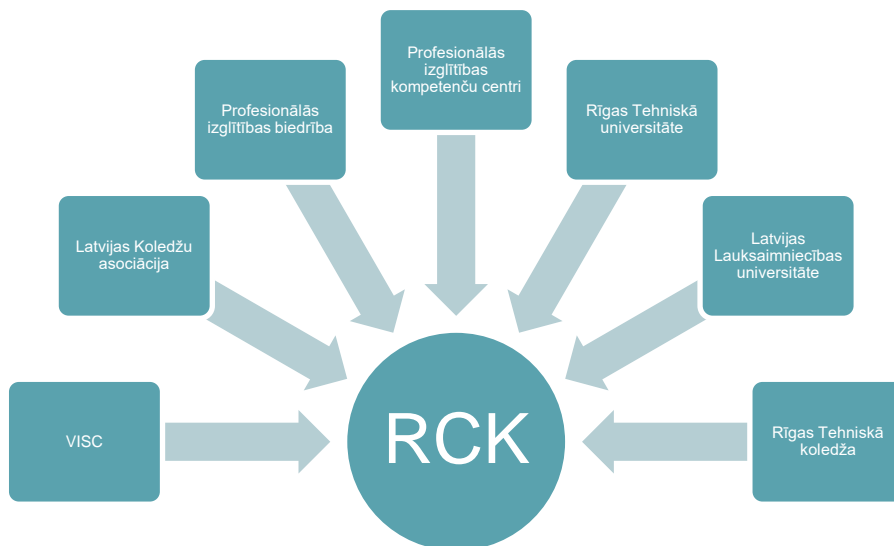 Profesionālās
izglītības
kompetenču centri
Profesionālās
izglītības biedrība
Rīgas Tehniskā
universitāte
Latvijas Koledžu
asociācija
Latvijas
Lauksaimniecības
universitāte
VISC
RCK
Rīgas Tehniskā
koledža